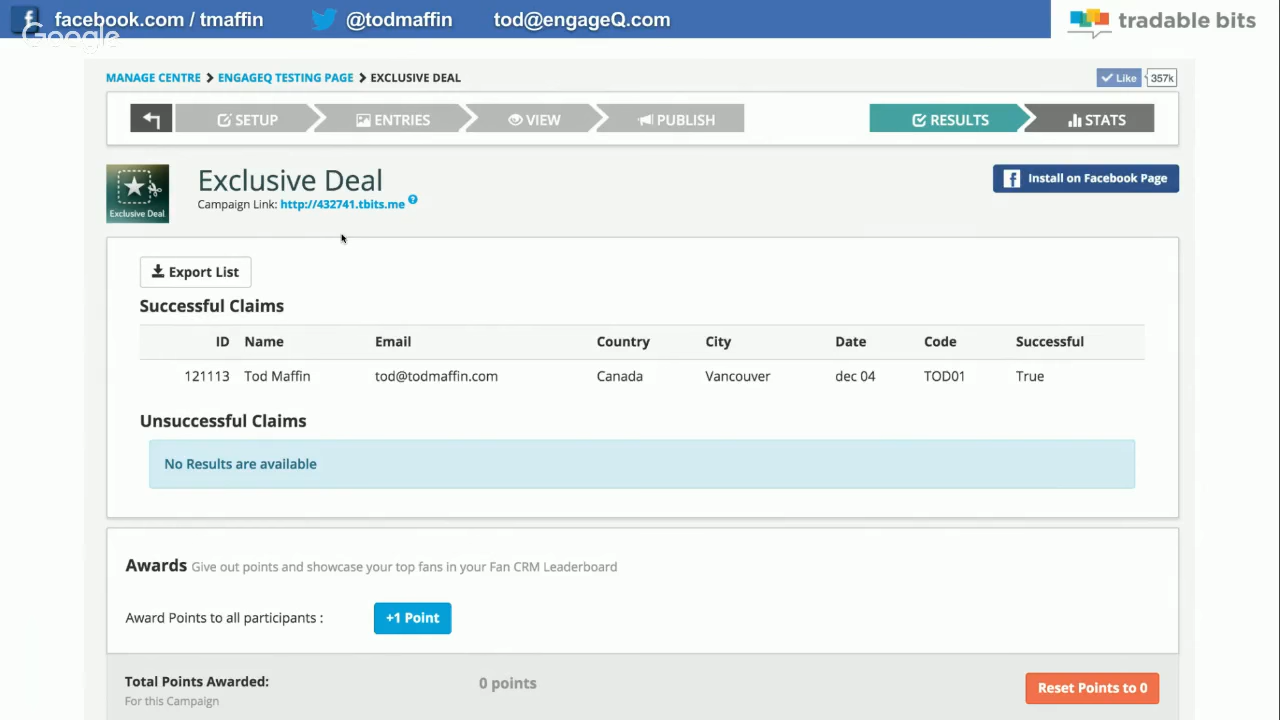 facebook.com / tmaffin @todmaffin tod@engageQ.com tradable bits
Google
MANAGE CENTRE > ENGAGEQ TESTING PAGE > EXCLUSIVE DEAL Like 357k
SETUP ENTRIES VIEW PUBLISH RESULTS STATS
Exclusive Deal
Exclusive Deal Install on Facebook Page
Campaign Link: http://432741.tbits.me ?
Export List
Successful Claims
ID Name Email Country City Date Code Successful
121113 Tod Maffin tod@todmaffin.com Canada Vancouver dec 04 TOD01 True
Unsuccessful Claims
No Results are available
Awards Give out points and showcase your top fans in your Fan CRM Leaderboard
Award Points to all participants : +1 Point
Total Points Awarded: 0 points Reset Points to 0
For this Campaign